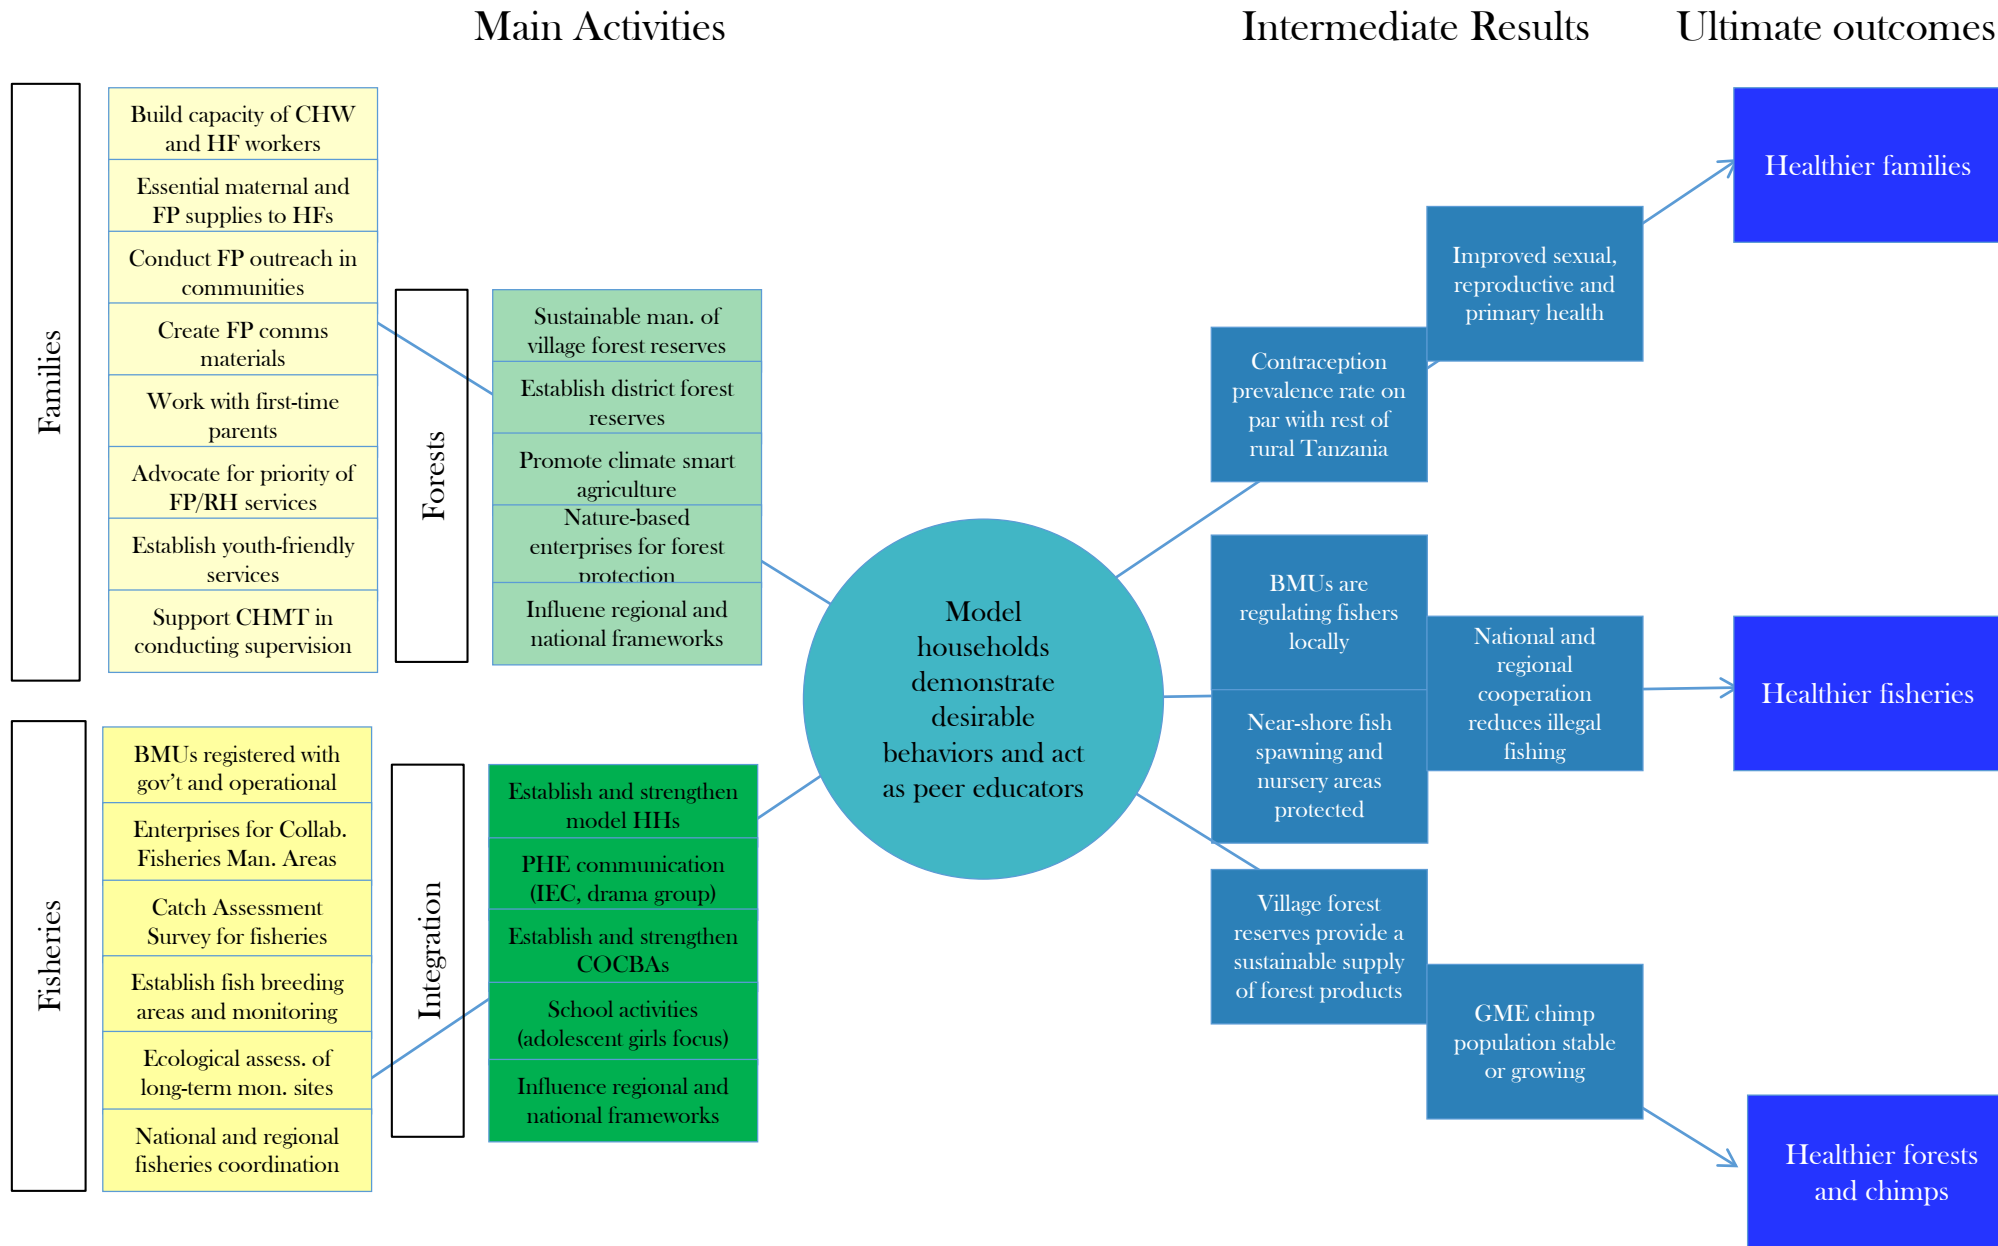 Main Activities
Intermediate Results
Ultimate outcomes
Families
Build capacity of CHW
and HF workers
Essential maternal and
FP supplies to HFs
Conduct FP outreach in
communities
Create FP comms
materials
Work with first-time
parents
Advocate for priority of
FP/RH services
Establish youth-friendly
services
Support CHMT in
conducting supervision
Forests
Sustainable man. of
village forest reserves
Establish district forest
reserves
Promote climate smart
agriculture
Nature-based
enterprises for forest
protection
Influene regional and
national frameworks
Fisheries
BMUs registered with
gov’t and operational
Enterprises for Collab.
Fisheries Man. Areas
Catch Assessment
Survey for fisheries
Establish fish breeding
areas and monitoring
Ecological assess. of
long-term mon. sites
National and regional
fisheries coordination
Integration
Establish and strengthen
model HHs
PHE communication
(IEC, drama group)
Establish and strengthen
COCBAs
School activities
(adolescent girls focus)
Influence regional and
national frameworks
Model
households
demonstrate
desirable
behaviors and act
as peer educators
Contraception
prevalence rate on
par with rest of
rural Tanzania
Improved sexual,
reproductive and
primary health
Healthier families
BMUs are
regulating fishers
locally
Near-shore fish
spawning and
nursery areas
protected
National and
regional
cooperation
reduces illegal
fishing
Healthier fisheries
Village forest
reserves provide a
sustainable supply
of forest products
GME chimp
population stable
or growing
Healthier forests
and chimps